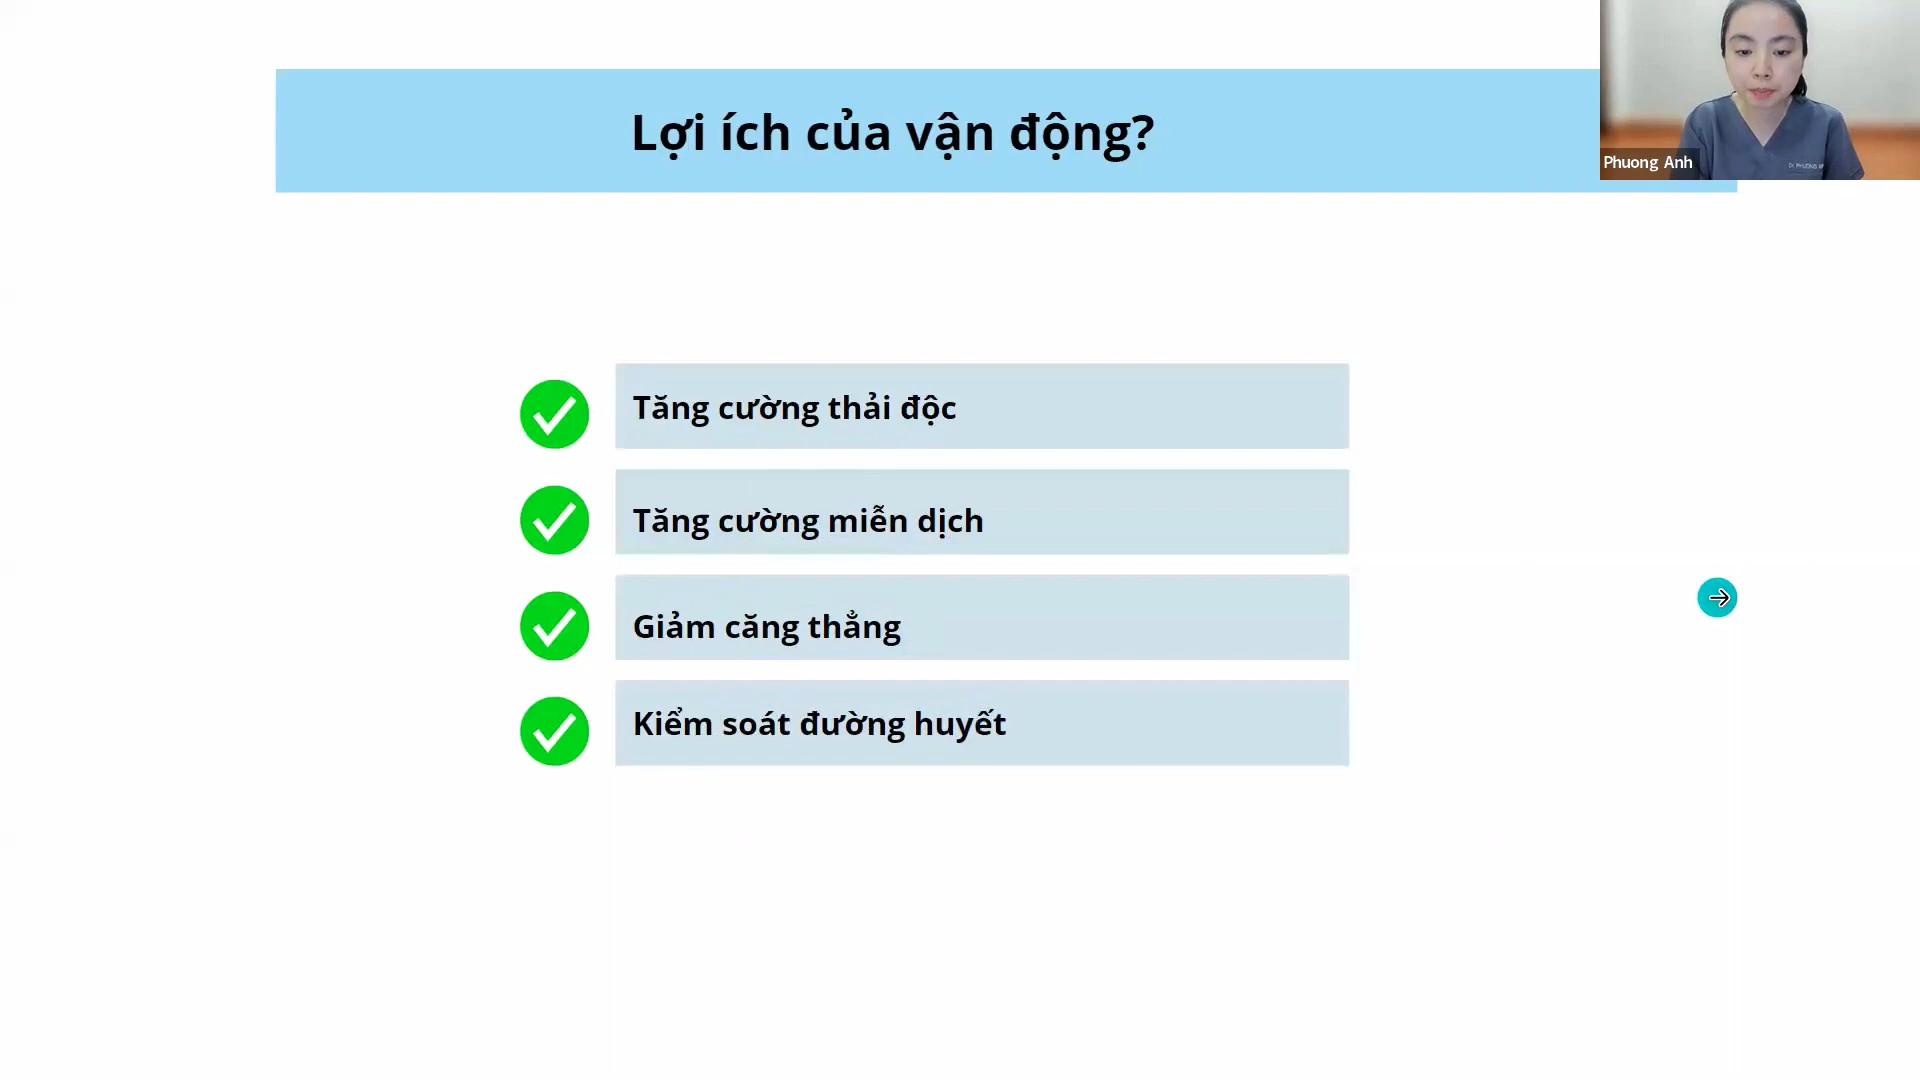 Lợi ích của vận động?
Phuong Anh
Tăng cường thải độc
Tăng cường miễn dịch
Giảm căng thẳng
Kiểm soát đường huyết